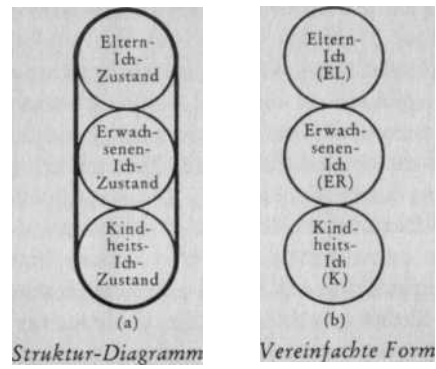 Eltern-
Ich-
Zustand
Erwach-
senen-
Ich-
Zustand
Kind-
heits-
Ich-
Zustand
(a)
Struktur-Diagramm
Eltern-
Ich
(EL)
Erwach-
senen-
Ich
(ER)
Kind-
heits-
Ich
(K)
(b)
Vereinfachte Form